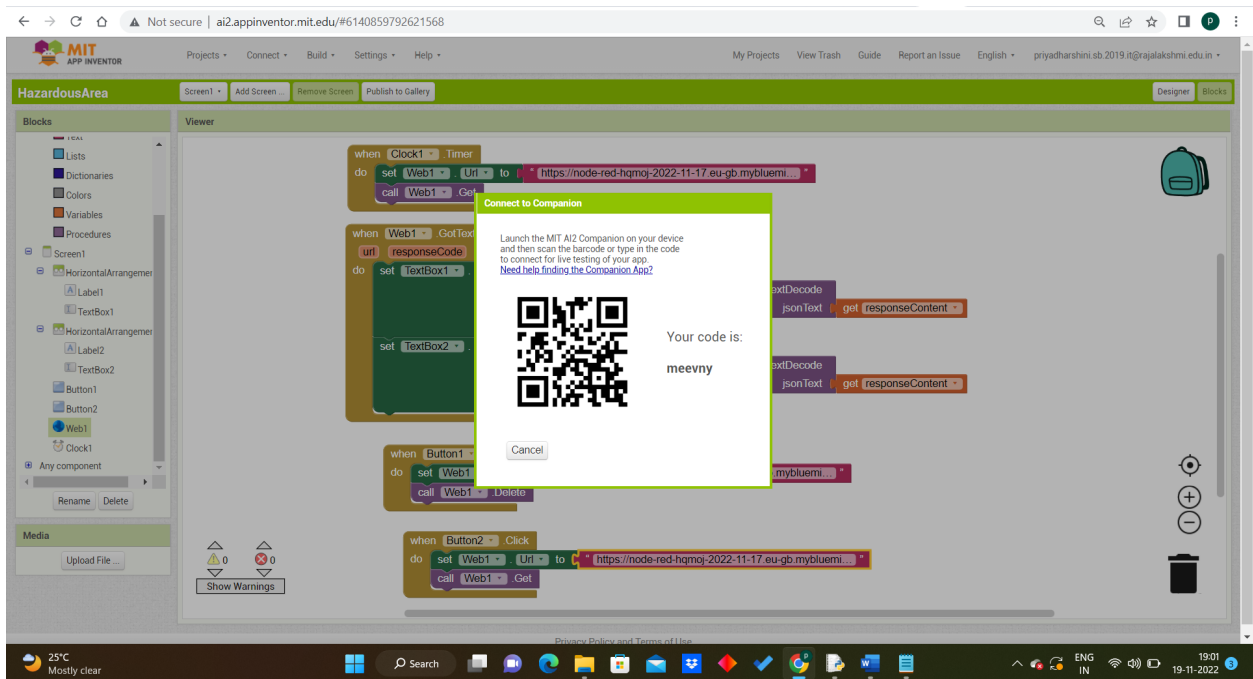 Not secure | ai2.appinventor.mit.edu/#6140859792621568
P
MIT
APP INVENTOR
Projects Connect Build Settings Help
My Projects View Trash Guide Report an Issue English priyadharshini.sb.2019.it@rajalakshmi.edu.in
HazardousArea
Screen1 Add Screen ... Remove Screen Publish to Gallery
Designer Blocks
Blocks
Viewer
Text
Lists
Dictionaries
Colors
Variables
Procedures
Screen1
HorizontalArrangemer
Label1
TextBox1
HorizontalArrangemer
Label2
TextBox2
Button1
Button2
Web1
Clock1
Any component
Rename Delete
Media
Upload File ...
when Clock1 .Timer
do set Web1 . Url to " https://node-red-hqmoj-2022-11-17.eu-gb.mybluemi... "
call Web1 .Get
when Web1 .GotText
url responseCode
do set TextBox1 .
extDecode
jsonText get responseContent
set TextBox2 .
extDecode
jsonText get responseContent
when Button1
do set Web1 .mybluemi... "
call Web1 .Delete
when Button2 .Click
do set Web1 . Url to " https://node-red-hqmoj-2022-11-17.eu-gb.mybluemi... "
call Web1 .Get
Connect to Companion
Launch the MIT AI2 Companion on your device
and then scan the barcode or type in the code
to connect for live testing of your app.
Need help finding the Companion App?
Your code is:
meevny
Cancel
0 0
Show Warnings
Privacy Policy and Terms of Use
25°C
Mostly clear
Search
ENG
IN
19:01
19-11-2022
3